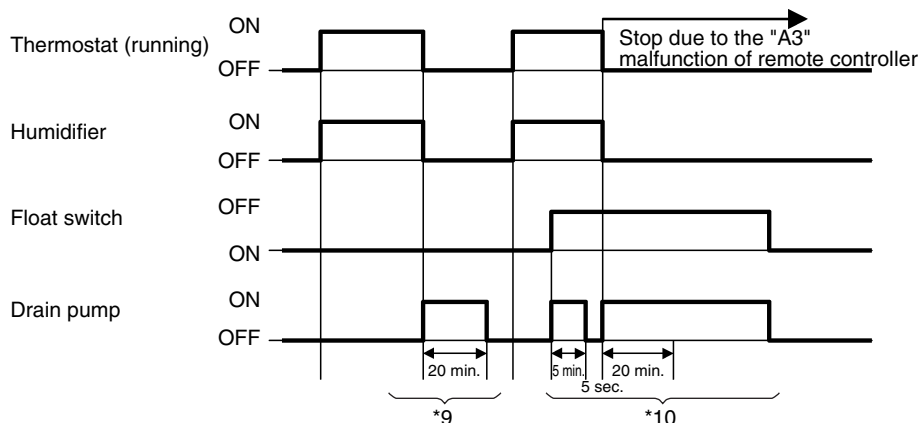 ON
Thermostat (running)
OFF
Stop due to the "A3"
malfunction of remote controller
ON
Humidifier
OFF
OFF
Float switch
ON
ON
Drain pump
OFF
20 min.
5 min.
5 sec.
20 min.
*9
*10